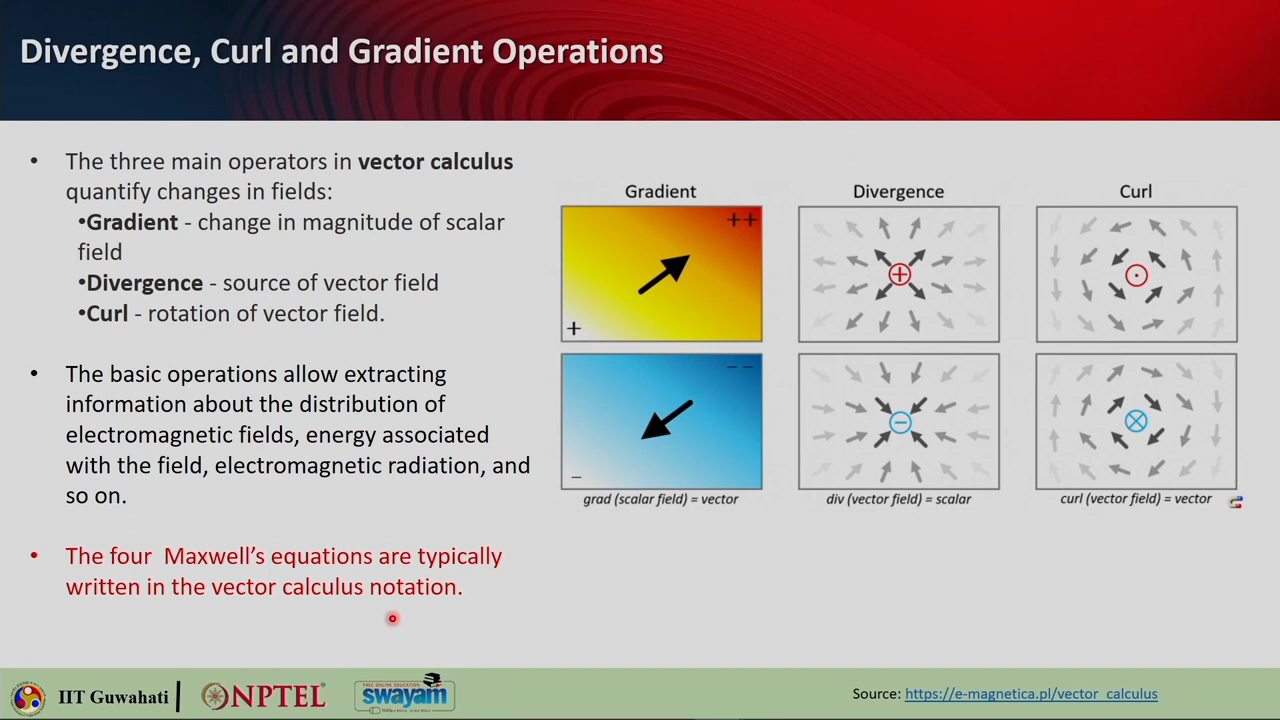 Divergence, Curl and Gradient Operations
• The three main operators in vector calculus
quantify changes in fields:
•Gradient - change in magnitude of scalar
field
•Divergence - source of vector field
•Curl - rotation of vector field.
• The basic operations allow extracting
information about the distribution of
electromagnetic fields, energy associated
with the field, electromagnetic radiation, and
so on.
• The four Maxwell’s equations are typically
written in the vector calculus notation.
Gradient
++
+
− −
−
grad (scalar field) = vector
Divergence
+
−
div (vector field) = scalar
Curl
curl (vector field) = vector
IIT Guwahati
NPTEL
FREE ONLINE EDUCATION
swayam
Source: https://e-magnetica.pl/vector_calculus